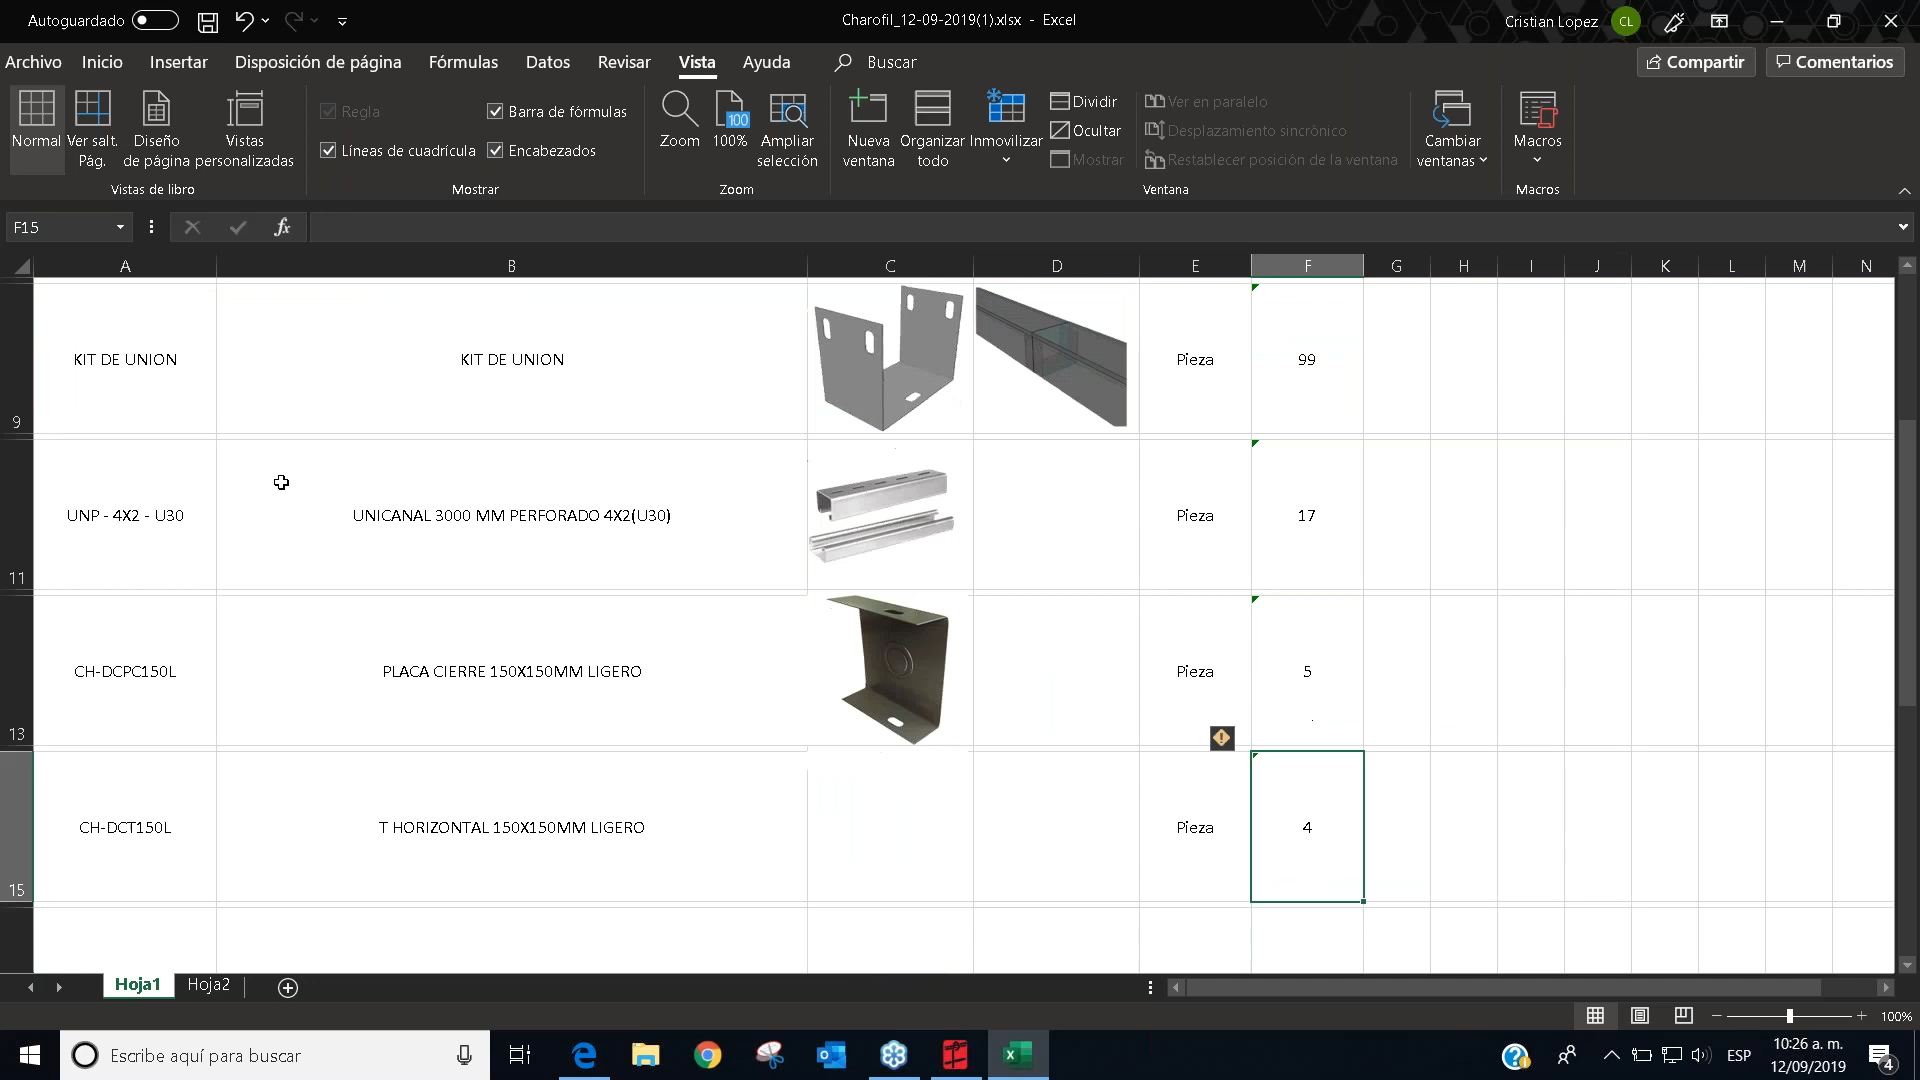 Autoguardado
Charofil_12-09-2019(1).xlsx - Excel
Cristian Lopez CL
Archivo Inicio Insertar Disposición de página Fórmulas Datos Revisar Vista Ayuda Buscar
Compartir Comentarios
Normal
Ver salt. Pág.
Diseño de página
Vistas personalizadas
Vistas de libro
Regla
Barra de fórmulas
Líneas de cuadrícula
Encabezados
Mostrar
Zoom
100
100%
Ampliar selección
Zoom
Nueva ventana
Organizar todo
Inmovilizar
Dividir
Ocultar
Mostrar
Ver en paralelo
Desplazamiento sincrónico
Restablecer posición de la ventana
Cambiar ventanas
Ventana
Macros
Macros
F15
fx
A B C D E F G H I J K L M N
9 KIT DE UNION KIT DE UNION Pieza 99
11 UNP - 4X2 - U30 UNICANAL 3000 MM PERFORADO 4X2(U30) Pieza 17
13 CH-DCPC150L PLACA CIERRE 150X150MM LIGERO Pieza 5
15 CH-DCT150L T HORIZONTAL 150X150MM LIGERO Pieza 4
Hoja1 Hoja2
100%
Escribe aquí para buscar
ESP
10:26 a. m.
12/09/2019
4